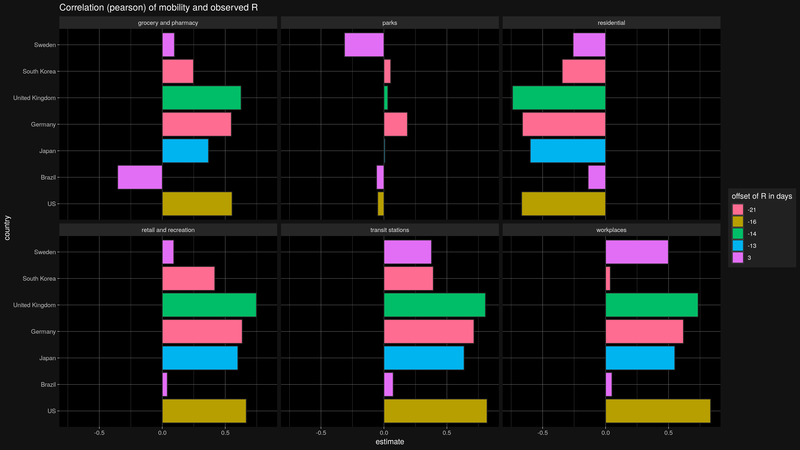 Correlation (pearson) of mobility and observed R
grocery and pharmacy
parks
residential
Sweden
South Korea
United Kingdom
Germany
Japan
Brazil
US
retail and recreation
transit stations
workplaces
Sweden
South Korea
United Kingdom
Germany
Japan
Brazil
US
-0.5 0.0 0.5
-0.5 0.0 0.5
-0.5 0.0 0.5
estimate
country
offset of R in days
-21
-16
-14
-13
3